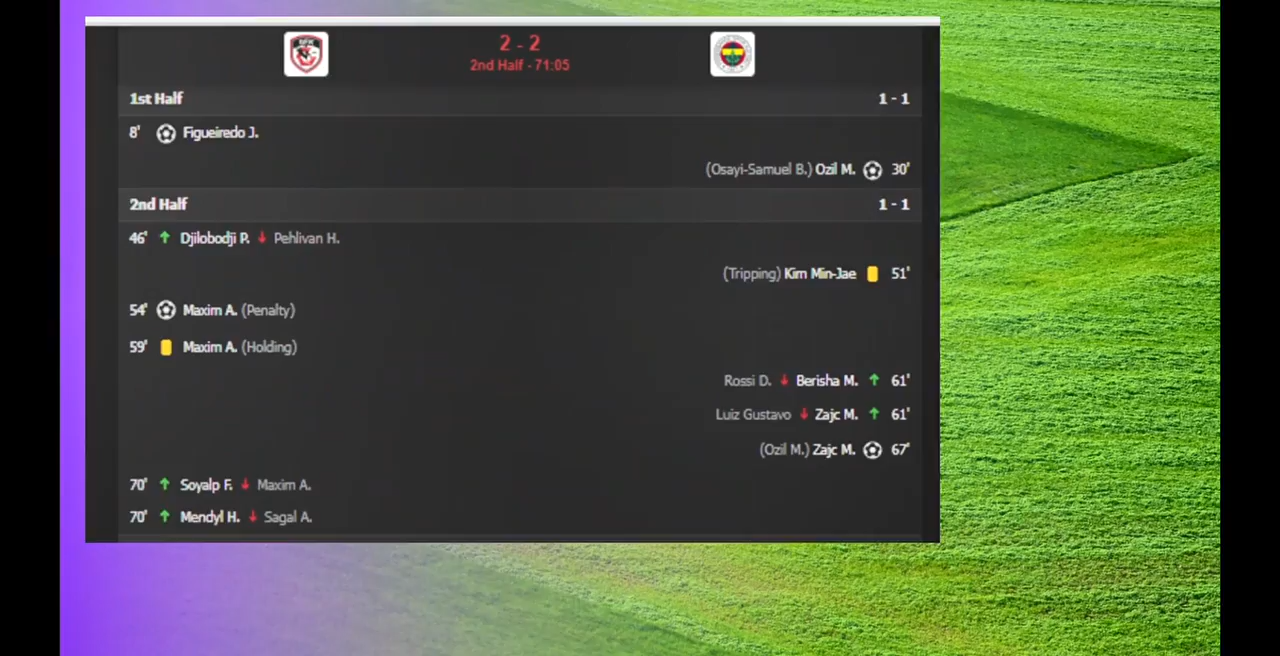 2 - 2
2nd Half - 71:05
1st Half 1 - 1
8' Figueiredo J.
(Osayi-Samuel B.) Ozil M. 30'
2nd Half 1 - 1
46' Djilobodji P. Pehlivan H.
(Tripping) Kim Min-Jae 51'
54' Maxim A. (Penalty)
59' Maxim A. (Holding)
Rossi D. Berisha M. 61'
Luiz Gustavo Zajc M. 61'
(Ozil M.) Zajc M. 67'
70' Soyalp F. Maxim A.
70' Mendyl H. Sagal A.